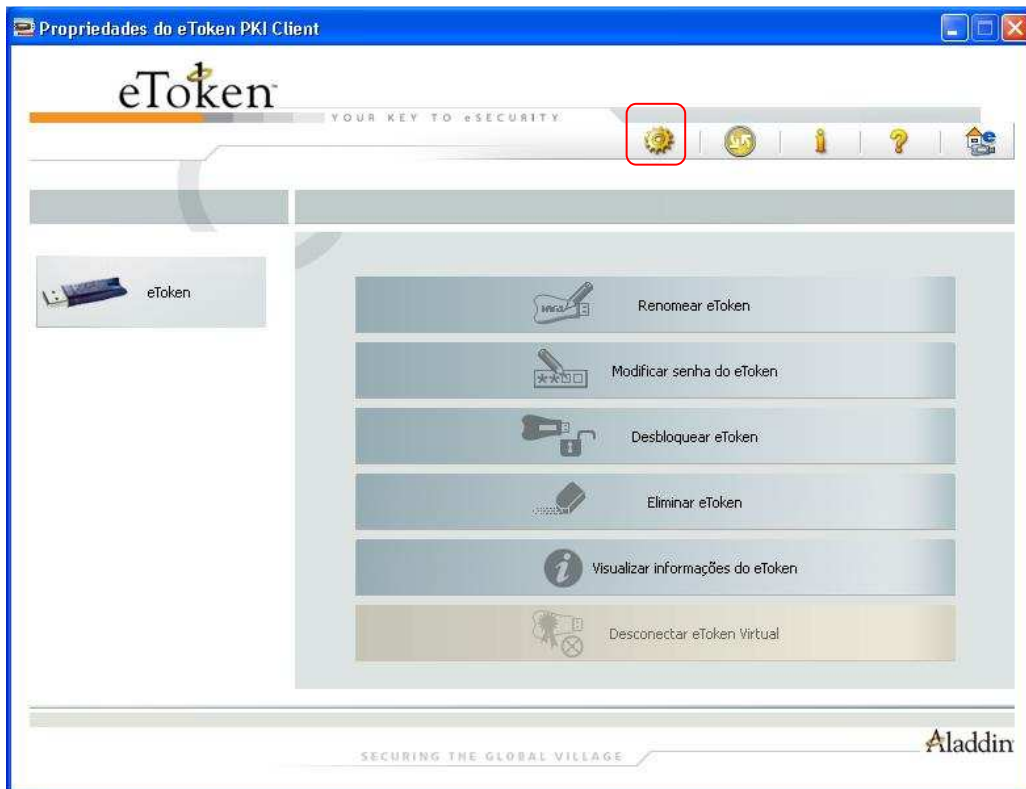 Propriedades do eToken PKI Client
eToken
YOUR KEY TO eSECURITY
eToken
Renomear eToken
Modificar senha do eToken
Desbloquear eToken
Eliminar eToken
Visualizar informações do eToken
Desconectar eToken Virtual
SECURING THE GLOBAL VILLAGE
Aladdin